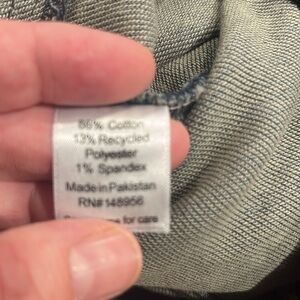 86% Cotton
13% Recycled
Polyester
1% Spandex
Made in Pakistan
RN# 148956
for care